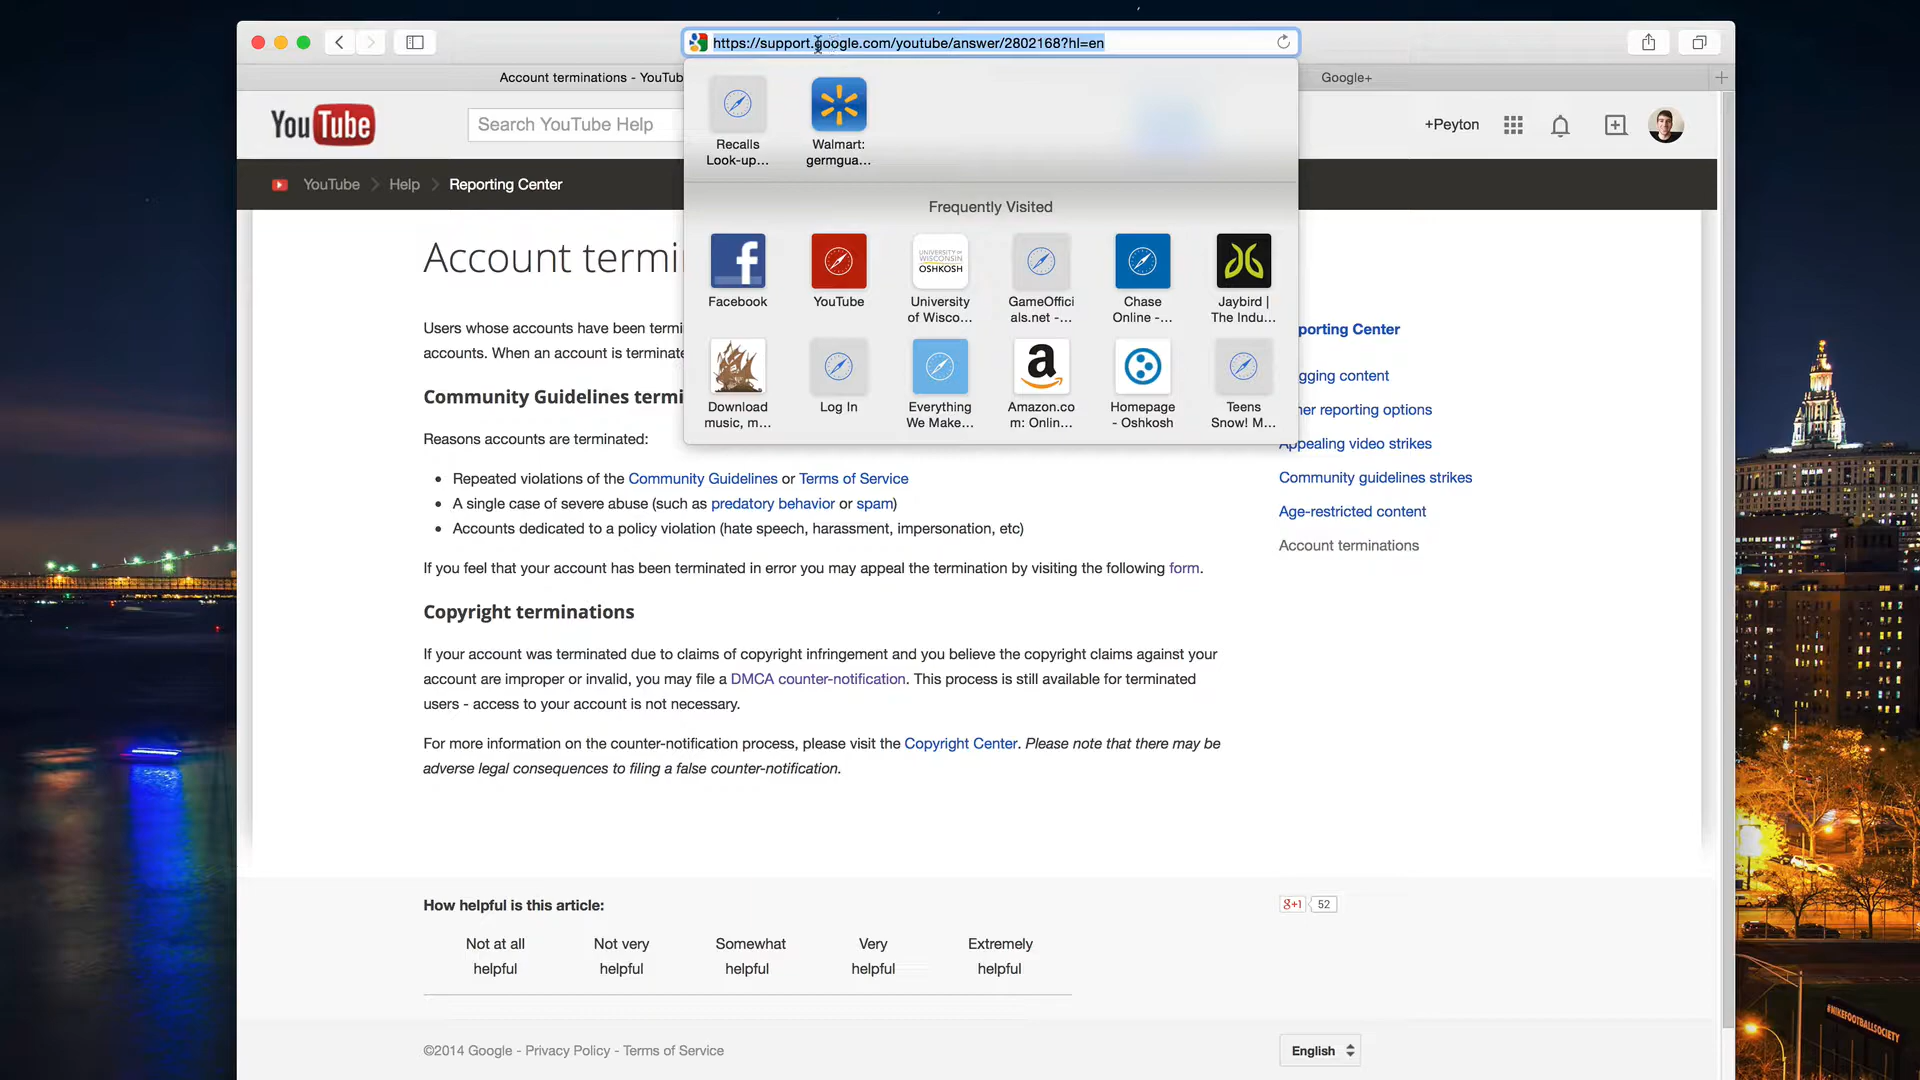 https://support.google.com/youtube/answer/2802168?hl=en
Account terminations - YouTub
Google+
YouTube
Search YouTube Help
+Peyton
Recalls
Look-up...
Walmart:
germgua...
YouTube
Help
Reporting Center
Frequently Visited
Facebook
YouTube
UNIVERSITY OF
WISCONSIN
OSHKOSH
University
of Wisco...
GameOffici
als.net -...
Chase
Online -...
Jaybird |
The Indu...
Download
music, m...
Log In
Everything
We Make...
Amazon.co
m: Onlin...
Homepage
- Oshkosh
Teens
Snow! M...
Account termi
Users whose accounts have been termi
accounts. When an account is terminate
Community Guidelines termi
Reasons accounts are terminated:
Repeated violations of the Community Guidelines or Terms of Service
A single case of severe abuse (such as predatory behavior or spam)
Accounts dedicated to a policy violation (hate speech, harassment, impersonation, etc)
If you feel that your account has been terminated in error you may appeal the termination by visiting the following form.
Copyright terminations
If your account was terminated due to claims of copyright infringement and you believe the copyright claims against your
account are improper or invalid, you may file a DMCA counter-notification. This process is still available for terminated
users - access to your account is not necessary.
For more information on the counter-notification process, please visit the Copyright Center. Please note that there may be
adverse legal consequences to filing a false counter-notification.
porting Center
gging content
er reporting options
Appealing video strikes
Community guidelines strikes
Age-restricted content
Account terminations
How helpful is this article:
Not at all
helpful
Not very
helpful
Somewhat
helpful
Very
helpful
Extremely
helpful
g+1
52
©2014 Google - Privacy Policy - Terms of Service
English
#NIKEFOOTBALLSOCIETY